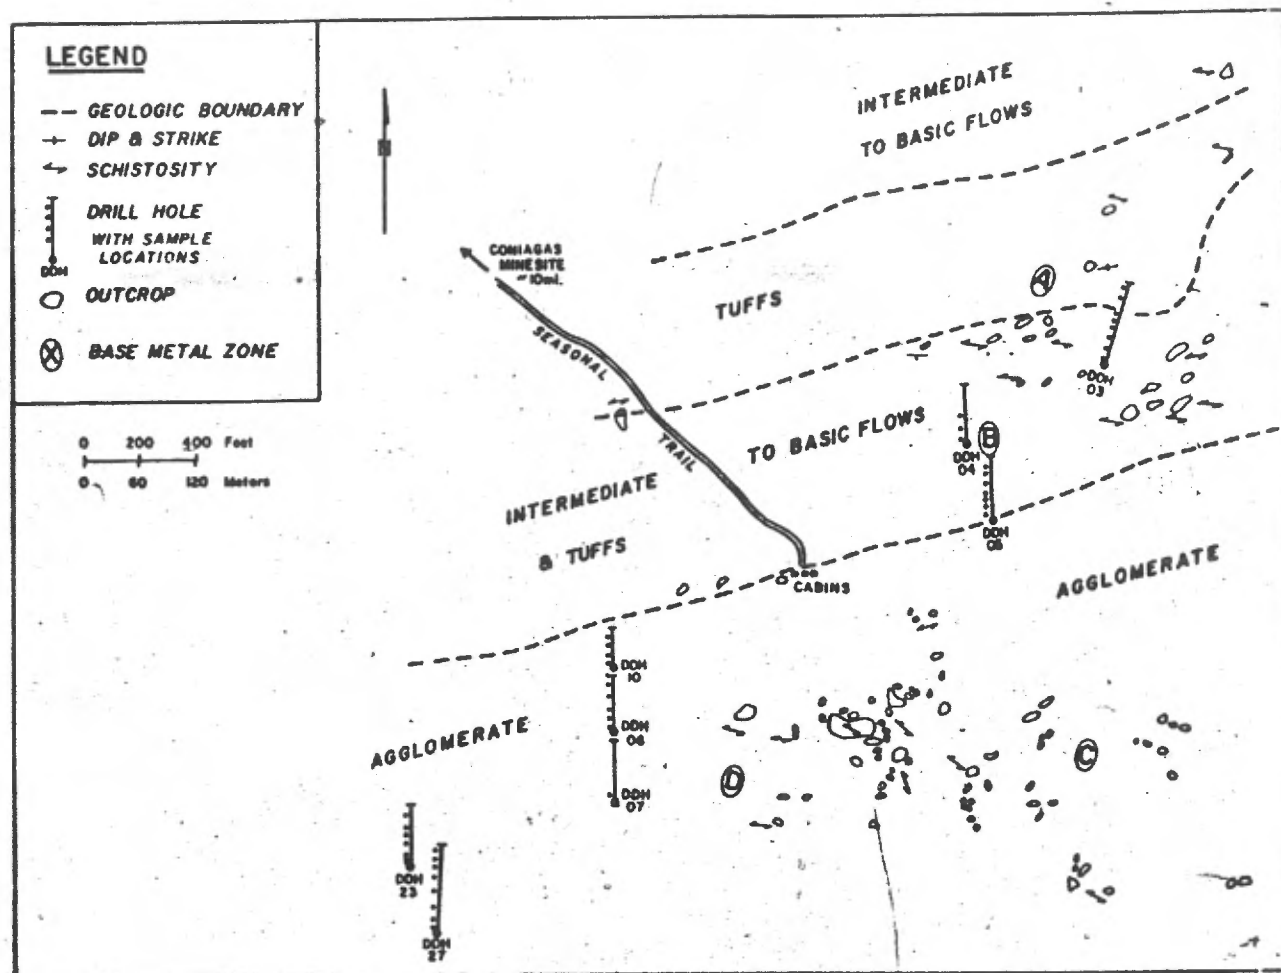 LEGEND
GEOLOGIC BOUNDARY
DIP & STRIKE
SCHISTOSITY
DRILL HOLE
WITH SAMPLE
LOCATIONS
DDH
OUTCROP
X
BASE METAL ZONE
0 200 400 Feet
0 60 120 Meters
N
INTERMEDIATE
TO BASIC FLOWS
CONIAGAS
MINESITE
~10mi.
TUFFS
A
SEASONAL
TRAIL
DDH
03
TO BASIC FLOWS
B
DDH
04
DDH
05
INTERMEDIATE
& TUFFS
CABINS
AGGLOMERATE
DDH
10
DDH
AGGLOMERATE
DDH
07
D
C
DDH
23
DDH
27